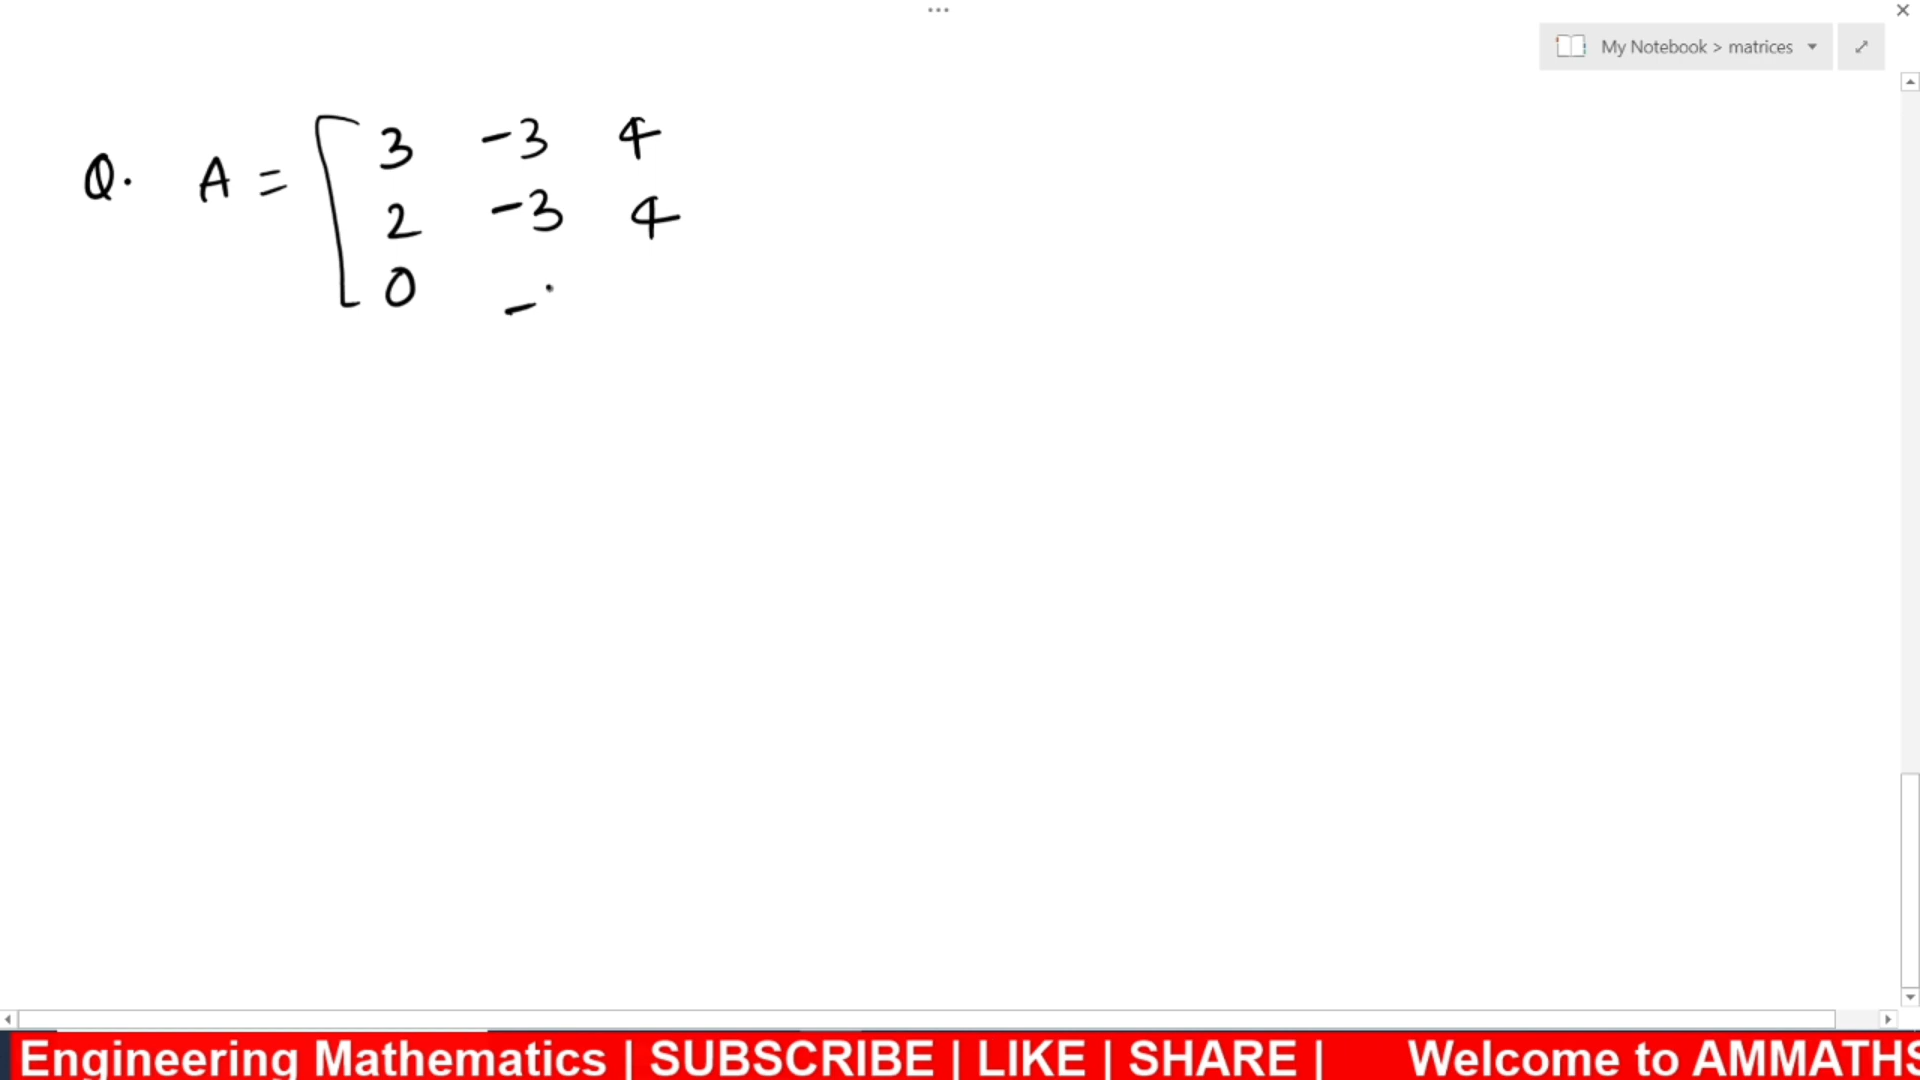 ...
My Notebook > matrices
Q. A = [ 3 -3 4
2 -3 4
0 -
Engineering Mathematics | SUBSCRIBE | LIKE | SHARE | Welcome to AMMATHS